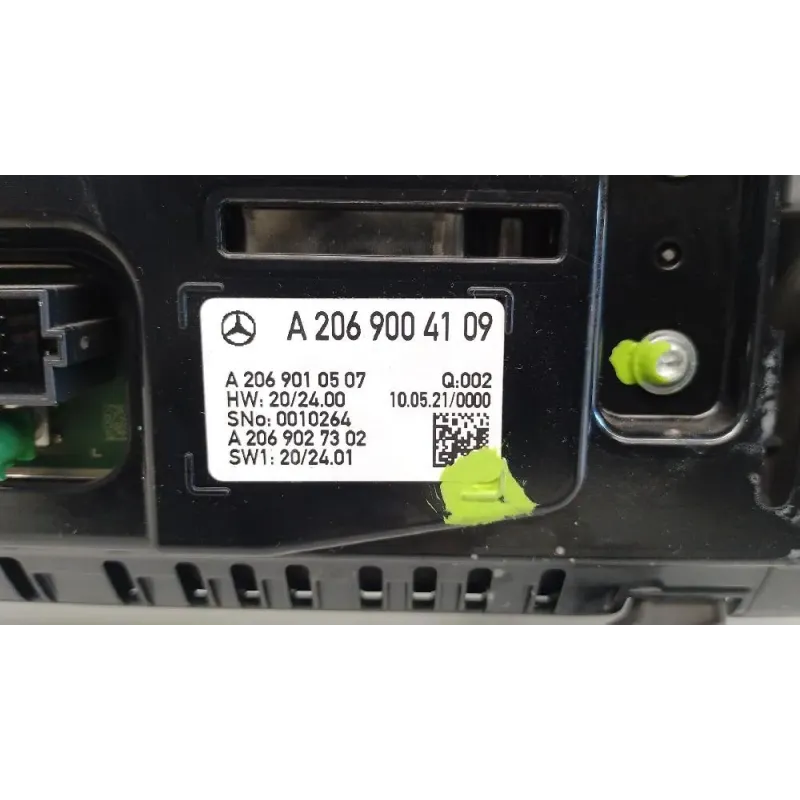 A 206 900 41 09
A 206 901 05 07
Q:002
HW: 20/24.00
10.05.21/0000
SNo: 0010264
A 206 902 73 02
SW1: 20/24.01